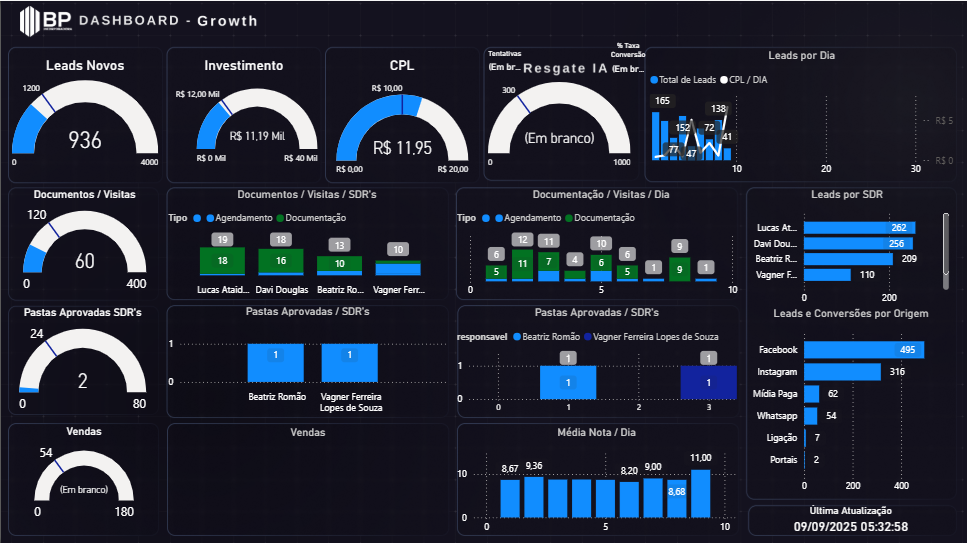 BP DASHBOARD - Growth
Leads Novos
1200
936
0 4000
Investimento
R$ 12,00 Mil
R$ 11,19 Mil
R$ 0 Mil R$ 40 Mil
CPL
R$ 10,00
R$ 11,95
R$ 0,00 R$ 20,00
Tentativas
(Em br...
Resgate IA
% Taxa
Conversão
(Em br...
300
(Em branco)
0 1000
Leads por Dia
Total de Leads CPL / DIA
165
152
138
77
47
72
41
R$ 5
R$ 0
10 20 30
Documentos / Visitas
120
60
0 400
Documentos / Visitas / SDR's
Tipo Agendamento Documentação
19 18 13 10
18 16 10
Lucas Ataíd... Davi Douglas Beatriz Ro... Vagner Ferr...
Documentação / Visitas / Dia
Tipo Agendamento Documentação
6 12 11 4 10 6 1 9 1
5 11 7 6 5 9
10
0
0 5 10
Leads por SDR
Lucas Ata... 262
Davi Dou... 256
Beatriz R... 209
Vagner F... 110
0 200
Pastas Aprovadas SDR's
24
2
0 80
Pastas Aprovadas / SDR's
1
0
1 1
Beatriz Romão
Vagner Ferreira
Lopes de Souza
Pastas Aprovadas / SDR's
responsavel Beatriz Romão Vagner Ferreira Lopes de Souza
1
0
1 1
1 1
0 1 2 3
Leads e Conversões por Origem
Facebook 495
Instagram 316
Mídia Paga 62
Whatsapp 54
Ligação 7
Portais 2
0 200 400
Vendas
54
(Em branco)
0 180
Vendas
Média Nota / Dia
10
0
8,67 9,36 8,20 9,00 8,68 11,00
0 5 10
Última Atualização
09/09/2025 05:32:58